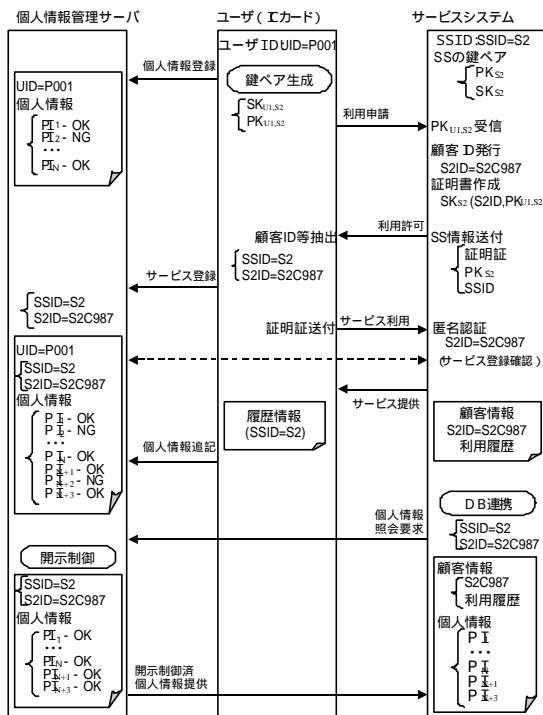 個人情報管理サーバ
ユーザ(ICカード)
サービスシステム
ユーザID:UID=P001
SSID:SSID=S2
SSの鍵ペア
PKS2
SKS2
個人情報登録
鍵ペア生成
SKU1,S2
PKU1,S2
UID=P001
個人情報
PI1- OK
PI2- NG
…
PIN- OK
利用申請
PKU1,S2 受信
顧客ID発行
S2ID=S2C987
証明書作成
SKS2(S2ID,PKU1,S2
利用許可
顧客ID等抽出
SSID=S2
S2ID=S2C987
SS情報送付
証明証
PKS2
SSID
サービス登録
SSID=S2
S2ID=S2C987
証明証送付
サービス利用
匿名認証
S2ID=S2C987
(サービス登録確認)
UID=P001
SSID=S2
S2ID=S2C987
個人情報
PI1- OK
PI2- NG
…
PIN- OK
PIN+1- OK
PIN+2- NG
PIN+3- OK
サービス提供
履歴情報
(SSID=S2)
顧客情報
S2ID=S2C987
利用履歴
個人情報追記
DB連携
個人情報
照会要求
SSID=S2
S2ID=S2C987
開示制御
SSID=S2
S2ID=S2C987
個人情報
PI1- OK
…
PIN- OK
PIN+1- OK
PIN+3- OK
開示制御済
個人情報提供
顧客情報
S2C987
利用履歴
個人情報
PI1
…
PIN
PIN+1
PIN+3